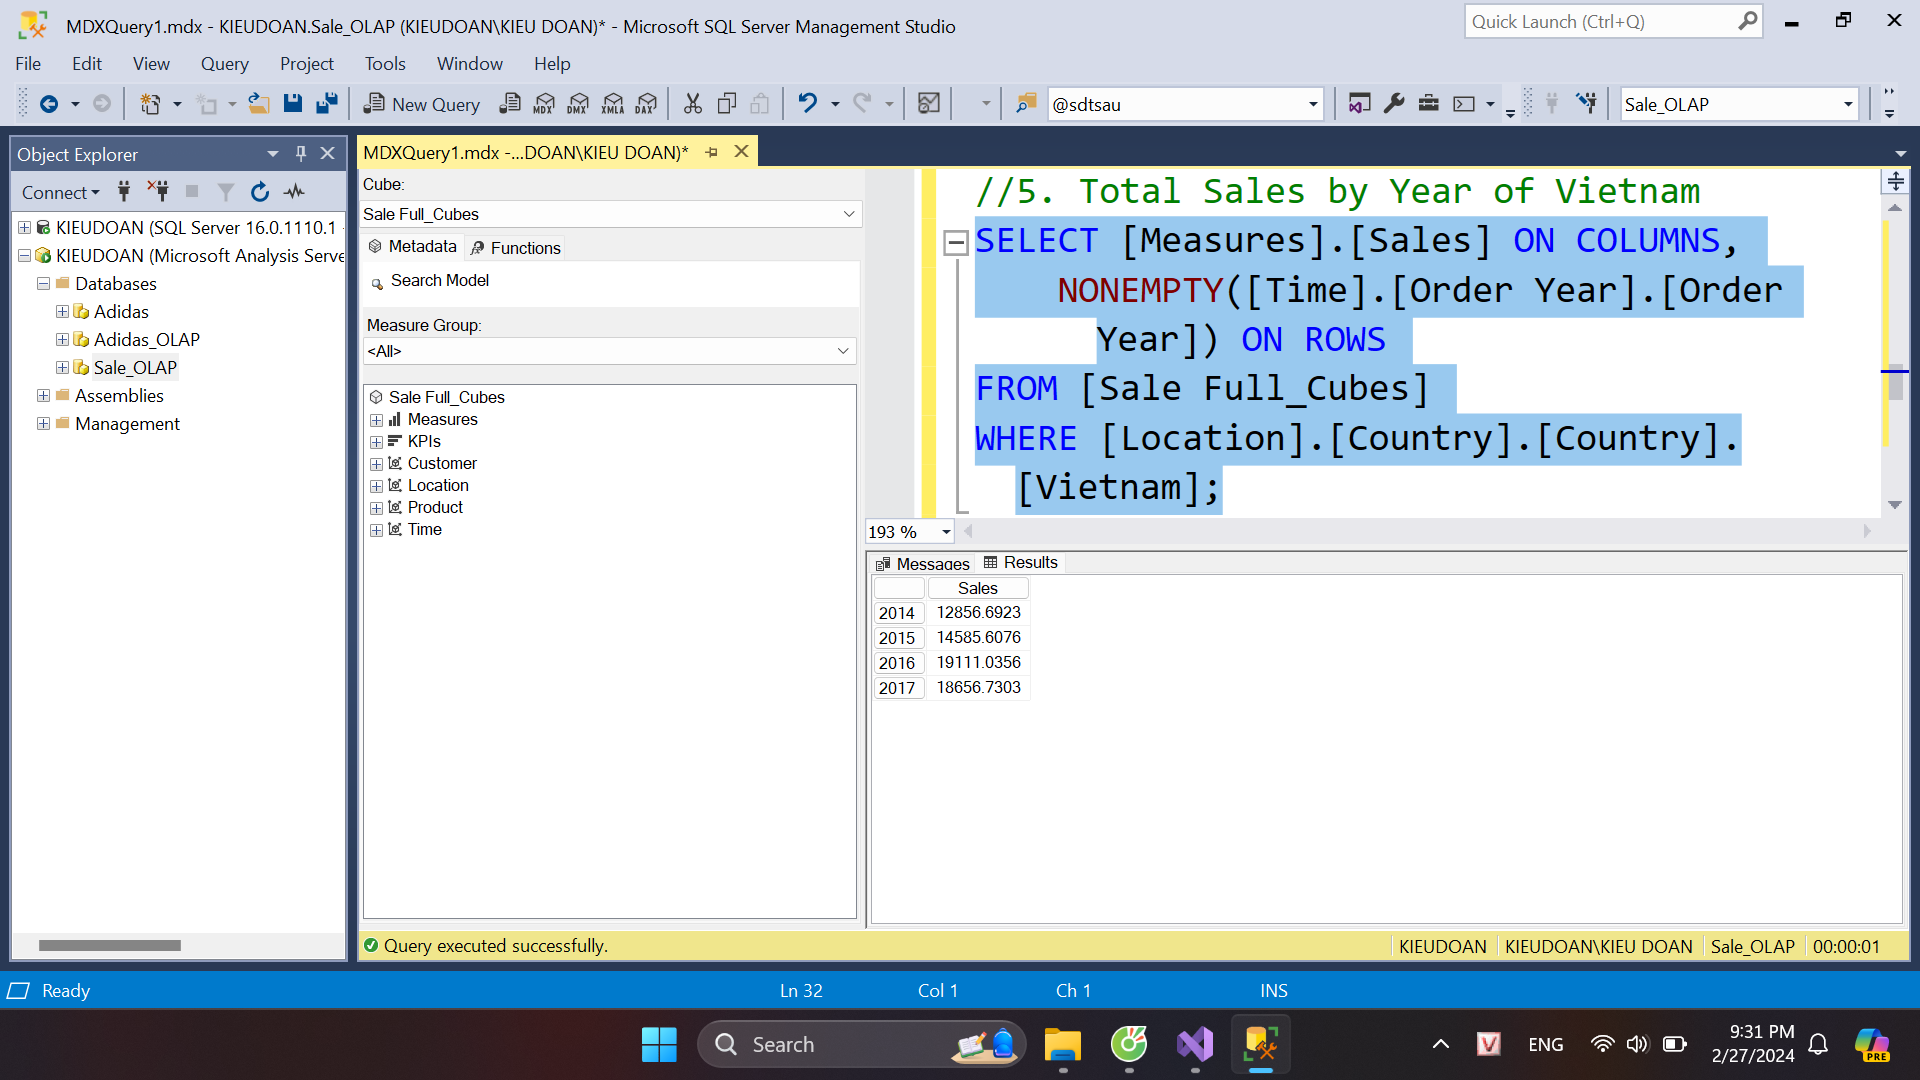 MDXQuery1.mdx - KIEUDOAN.Sale_OLAP (KIEUDOAN\KIEU DOAN)* - Microsoft SQL Server Management Studio
Quick Launch (Ctrl+Q)
File Edit View Query Project Tools Window Help
New Query MDX DMX XMLA DAX @sdtsau Sale_OLAP
Object Explorer
Connect
KIEUDOAN (SQL Server 16.0.1110.1 -
KIEUDOAN (Microsoft Analysis Serve
Databases
Adidas
Adidas_OLAP
Sale_OLAP
Assemblies
Management
MDXQuery1.mdx -...DOAN\KIEU DOAN)*
Cube:
Sale Full_Cubes
Metadata Functions
Search Model
Measure Group:
<All>
Sale Full_Cubes
Measures
KPIs
Customer
Location
Product
Time
//5. Total Sales by Year of Vietnam
SELECT [Measures].[Sales] ON COLUMNS,
NONEMPTY([Time].[Order Year].[Order
Year]) ON ROWS
FROM [Sale Full_Cubes]
WHERE [Location].[Country].[Country].
[Vietnam];
193 %
Messages Results
Sales
2014 12856.6923
2015 14585.6076
2016 19111.0356
2017 18656.7303
Query executed successfully.
KIEUDOAN KIEUDOAN\KIEU DOAN Sale_OLAP 00:00:01
Ready Ln 32 Col 1 Ch 1 INS
Search
V ENG
9:31 PM
2/27/2024
PRE